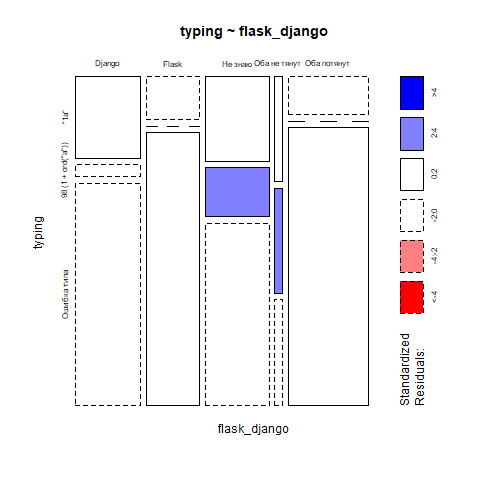 typing ~ flask_django
Django
Flask
Не знаю
Оба не тянут
Оба потянут
"1a"
98 (1 + ord("a"))
Ошибка типа
typing
flask_django
>4
2:4
0:2
-2:0
-4:-2
<-4
Standardized
Residuals: